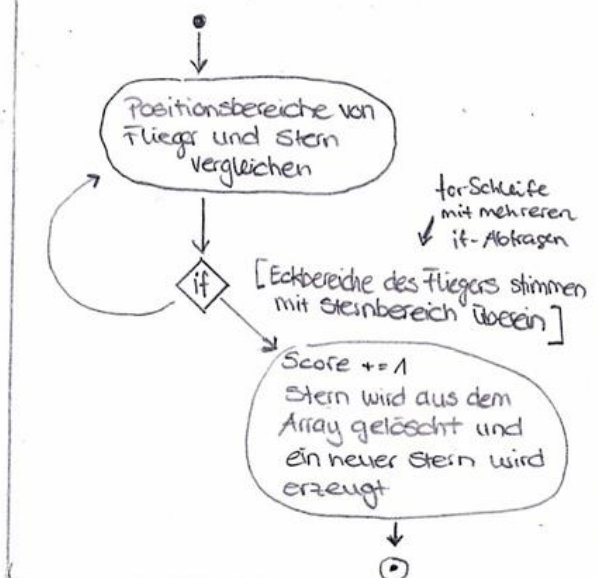 Positionsbereiche von
Flieger und Stern
vergleichen
for-Schleife
mit mehreren
if-Abfragen
if
[Eckbereiche des Fliegers stimmen
mit Sternbereich überein]
Score += 1
Stern wird aus dem
Array gelöscht und
ein neuer Stern wird
erzeugt